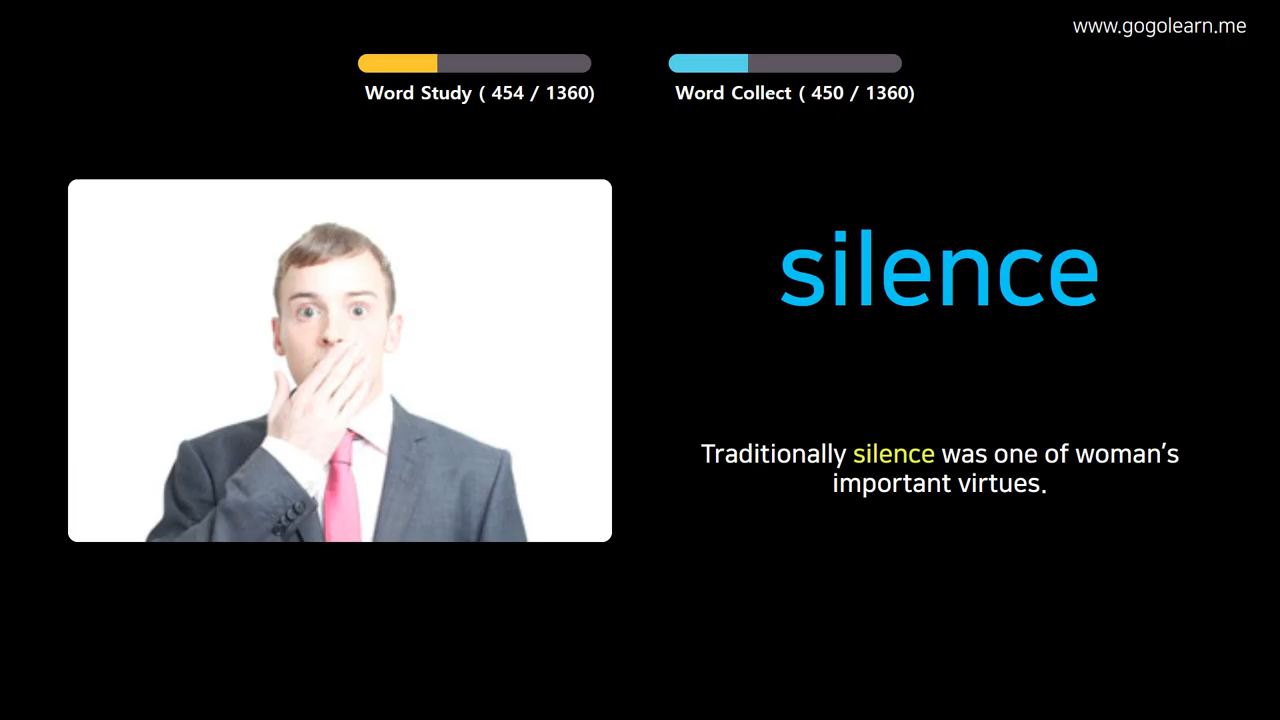 www.gogolearn.me
Word Study ( 454 / 1360)
Word Collect ( 450 / 1360)
silence
Traditionally silence was one of woman's
important virtues.